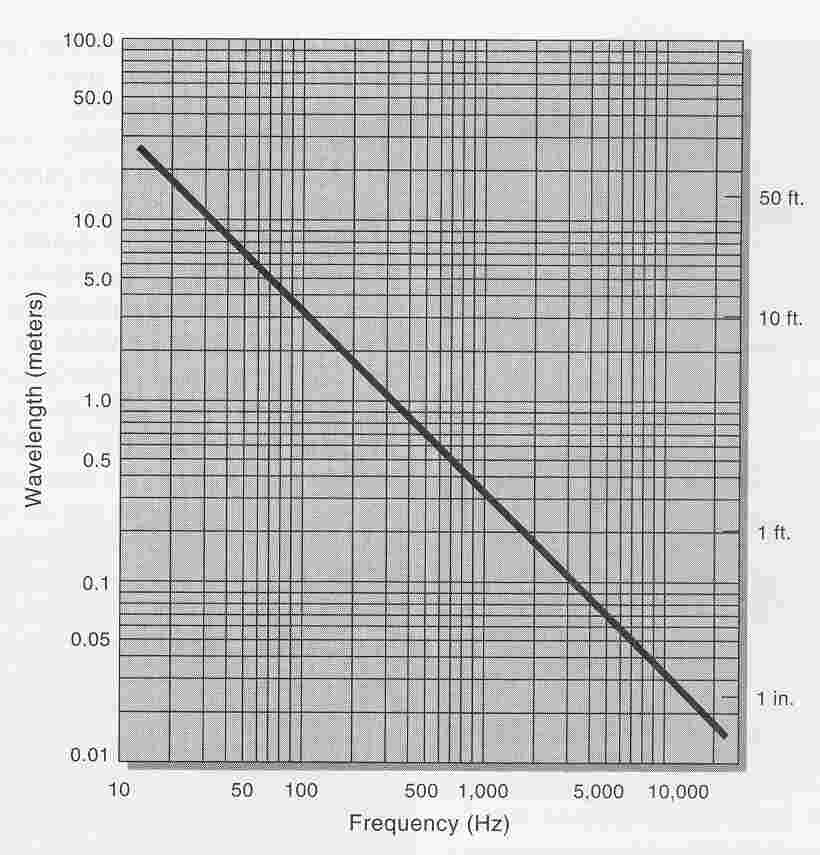 100.0
50.0
10.0
5.0
1.0
0.5
0.1
0.05
0.01
Wavelength (meters)
50 ft.
10 ft.
1 ft.
1 in.
10 50 100 500 1,000 5,000 10,000
Frequency (Hz)